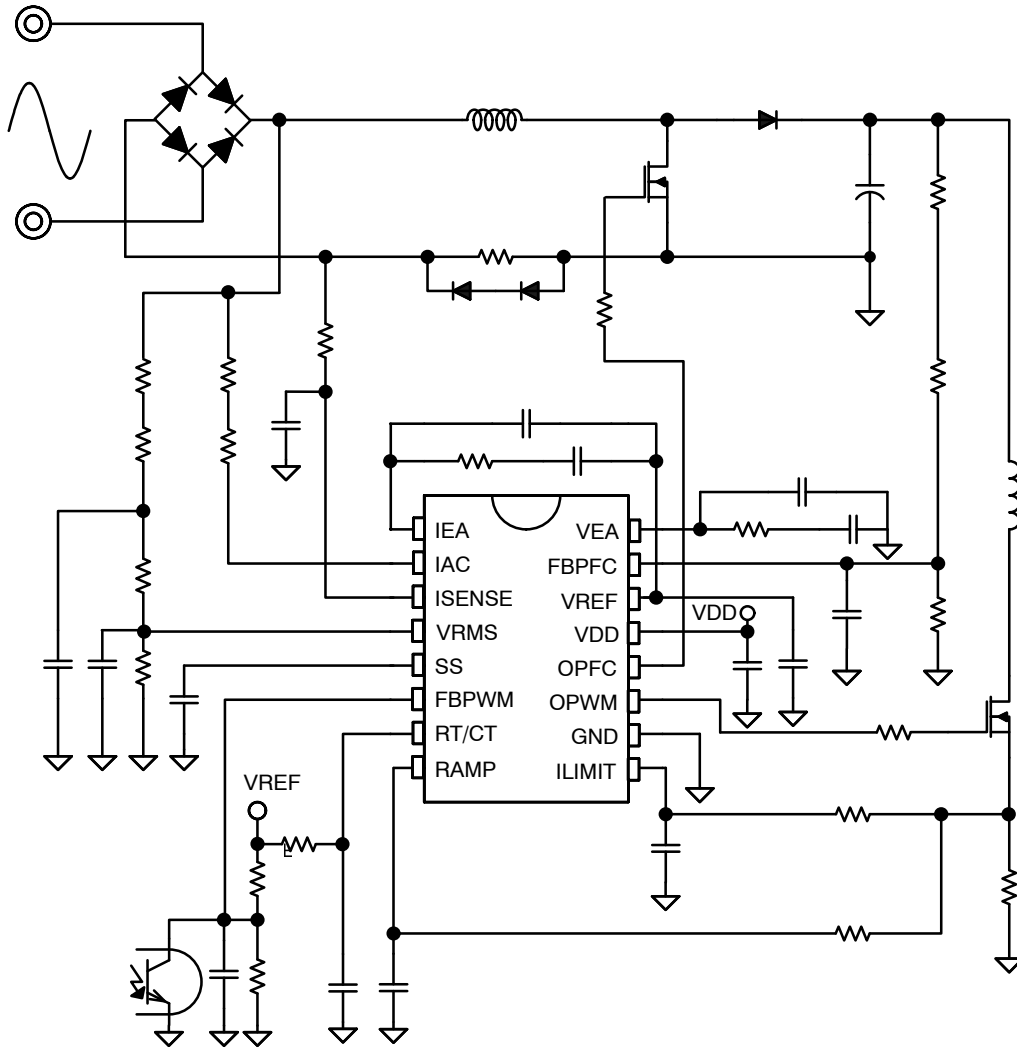 IEA
IAC
ISENSE
VRMS
SS
FBPWM
RT/CT
RAMP
VEA
FBPFC
VREF
VDD
OPFC
OPWM
GND
ILIMIT
VDD
VREF